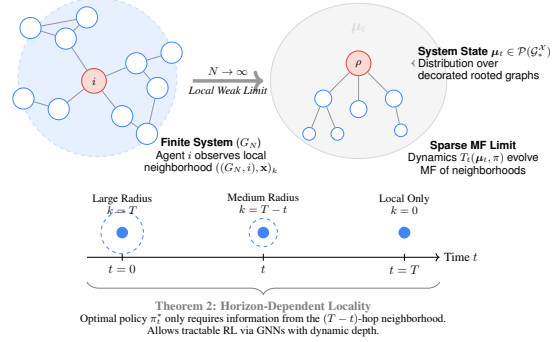 i
N → ∞
Local Weak Limit
μ_t
ρ
System State μ_t ∈ P(G_*^X)
Distribution over
decorated rooted graphs
Finite System (G_N)
Agent i observes local
neighborhood ((G_N, i), x)_k
Sparse MF Limit
Dynamics T_t(μ_t, π) evolve
MF of neighborhoods
Large Radius
k = T
Medium Radius
k = T − t
Local Only
k = 0
Time t
t = 0
t
t = T
Theorem 2: Horizon-Dependent Locality
Optimal policy π_t^* only requires information from the (T − t)-hop neighborhood.
Allows tractable RL via GNNs with dynamic depth.